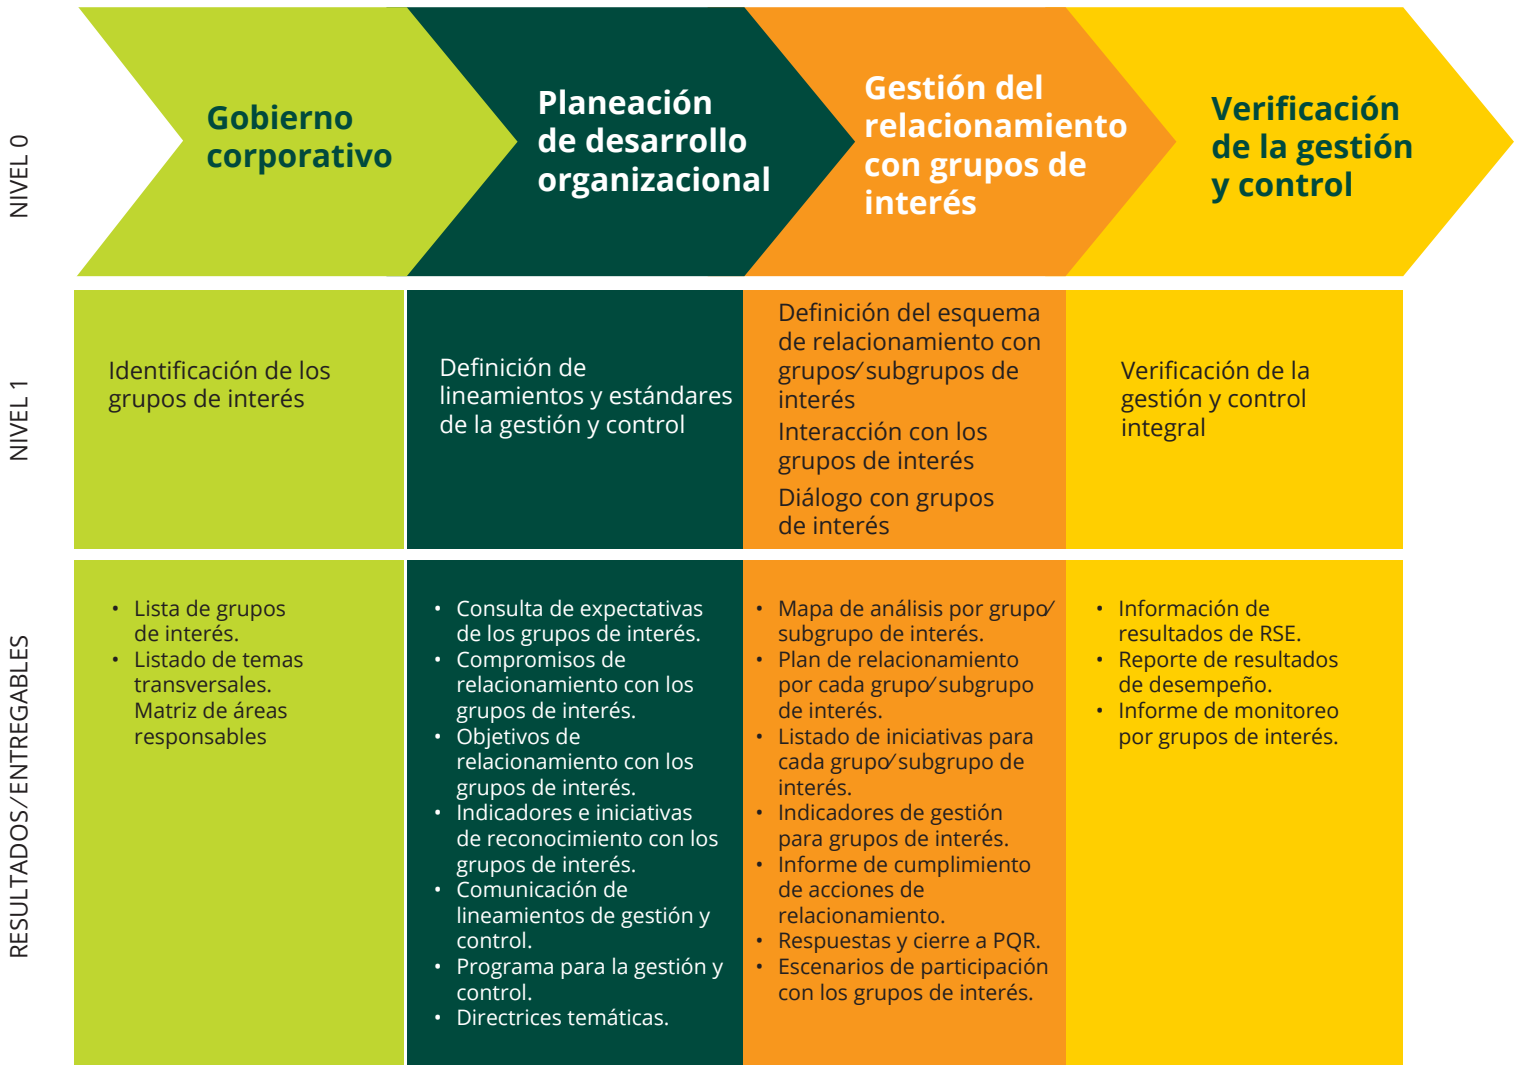 NIVEL 0
Gobierno
corporativo
Planeación
de desarrollo
organizacional
Gestión del
relacionamiento
con grupos de
interés
Verificación
de la gestión
y control
NIVEL 1
Identificación de los
grupos de interés
Definición de
lineamientos y estándares
de la gestión y control
Definición del esquema
de relacionamiento con
grupos/subgrupos de
interés
Interacción con los
grupos de interés
Diálogo con grupos
de interés
Verificación de la
gestión y control
integral
RESULTADOS/ENTREGABLES
• Lista de grupos
de interés.
• Listado de temas
transversales.
Matriz de áreas
responsables
• Consulta de expectativas
de los grupos de interés.
• Compromisos de
relacionamiento con los
grupos de interés.
• Objetivos de
relacionamiento con los
grupos de interés.
• Indicadores e iniciativas
de reconocimiento con los
grupos de interés.
• Comunicación de
lineamientos de gestión y
control.
• Programa para la gestión y
control.
• Directrices temáticas.
• Mapa de análisis por grupo/
subgrupo de interés.
• Plan de relacionamiento
por cada grupo/subgrupo
de interés.
• Listado de iniciativas para
cada grupo/subgrupo de
interés.
• Indicadores de gestión
para grupos de interés.
• Informe de cumplimiento
de acciones de
relacionamiento.
• Respuestas y cierre a PQR.
• Escenarios de participación
con los grupos de interés.
• Información de
resultados de RSE.
• Reporte de resultados
de desempeño.
• Informe de monitoreo
por grupos de interés.